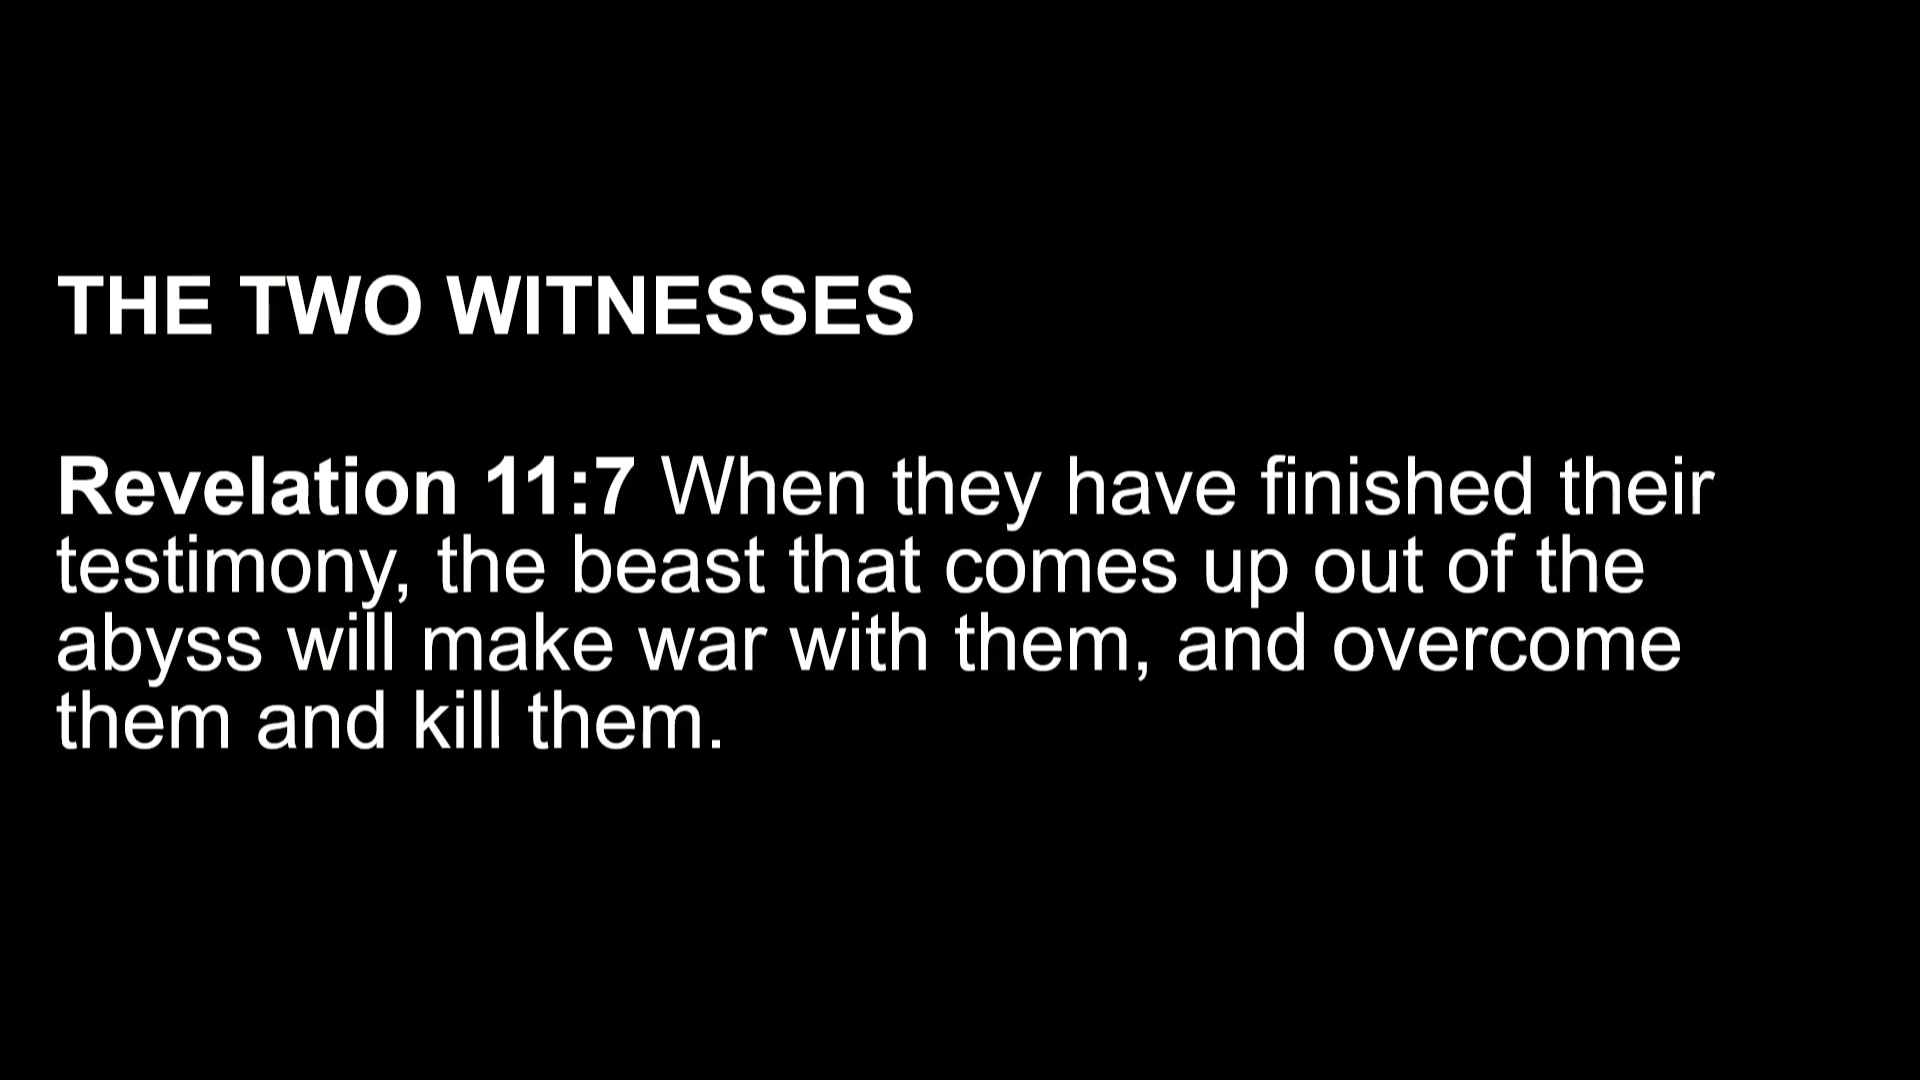 THE TWO WITNESSES
Revelation 11:7 When they have finished their
testimony, the beast that comes up out of the
abyss will make war with them, and overcome
them and kill them.